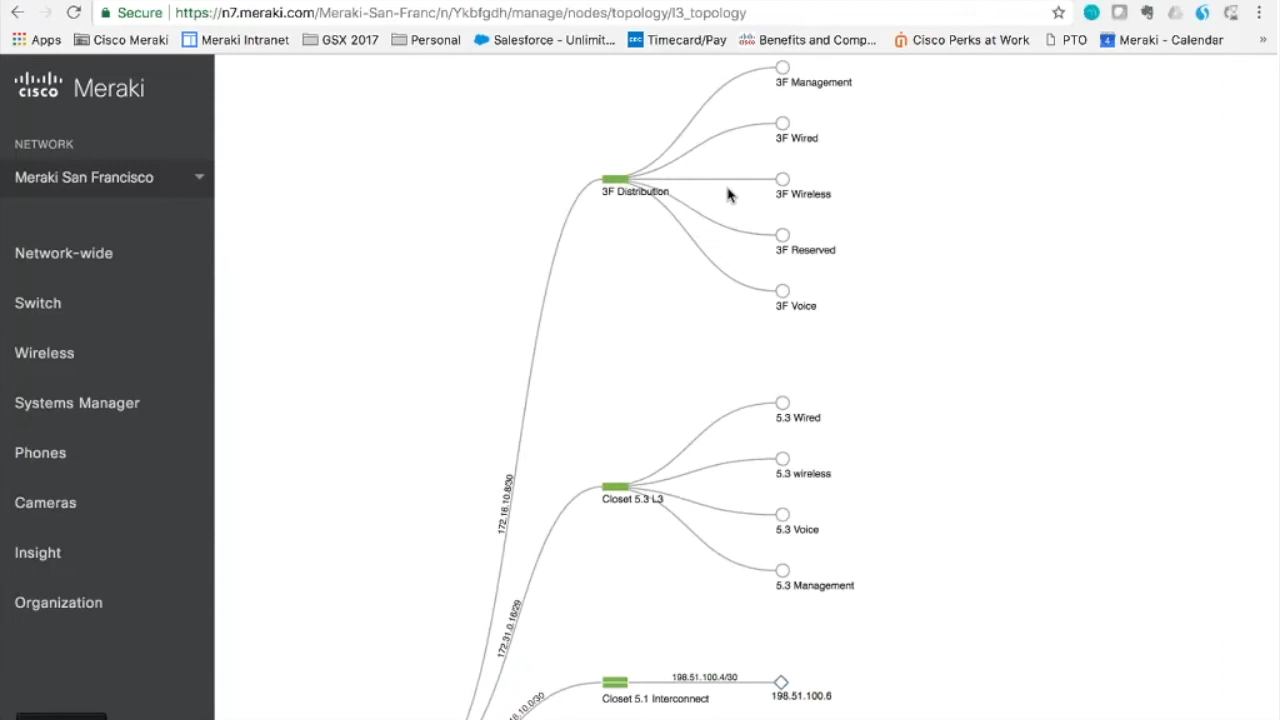 Secure https://n7.meraki.com/Meraki-San-Franc/n/Ykbfgdh/manage/nodes/topology/l3_topology
Apps Cisco Meraki Meraki Intranet GSX 2017 Personal Salesforce - Unlimit... Timecard/Pay Benefits and Comp... Cisco Perks at Work PTO 4 Meraki - Calendar »
cisco Meraki
NETWORK
Meraki San Francisco
Network-wide
Switch
Wireless
Systems Manager
Phones
Cameras
Insight
Organization
3F Management
3F Wired
3F Distribution
3F Wireless
3F Reserved
3F Voice
172.16.10.8/30
5.3 Wired
5.3 wireless
Closet 5.3 L3
5.3 Voice
5.3 Management
172.31.0.16/29
198.51.100.4/30
Closet 5.1 Interconnect
198.51.100.6